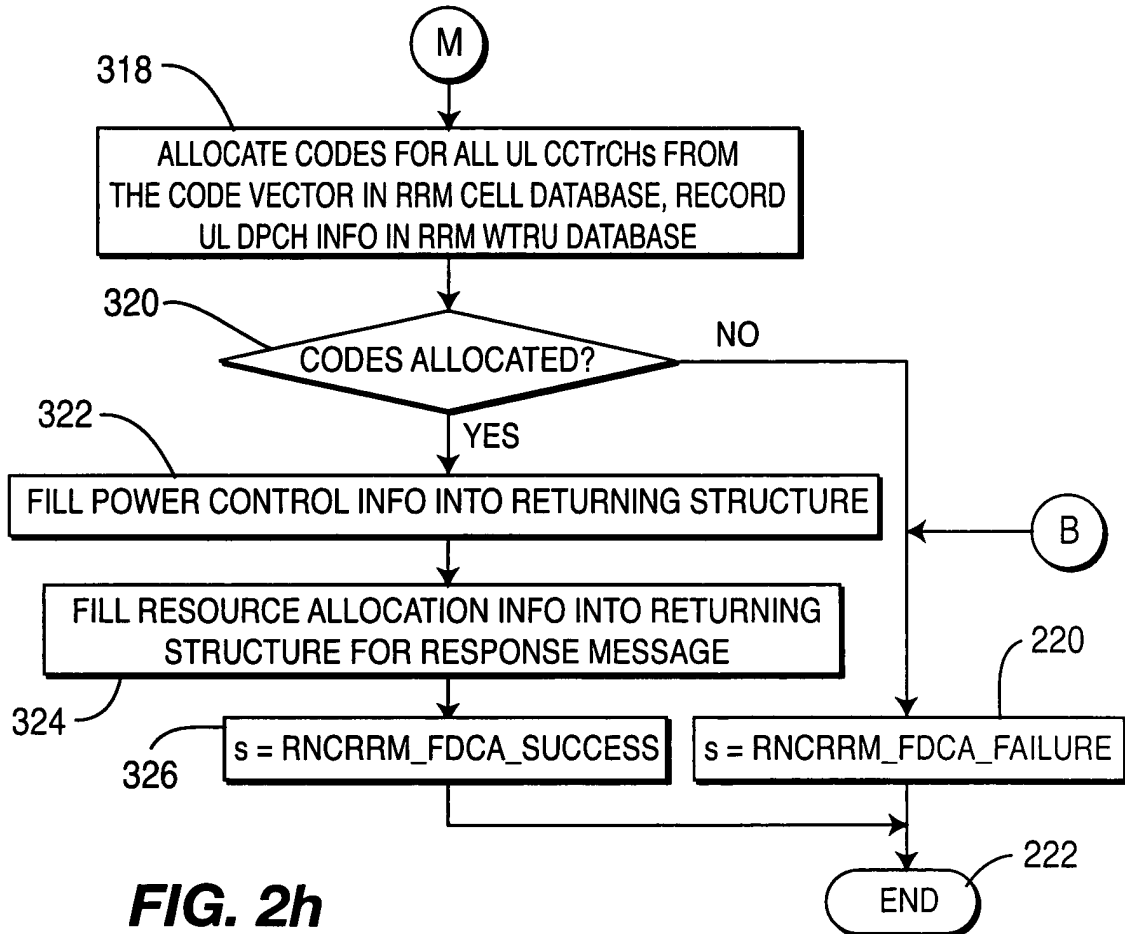 M
318
ALLOCATE CODES FOR ALL UL CCTrCHs FROM
THE CODE VECTOR IN RRM CELL DATABASE, RECORD
UL DPCH INFO IN RRM WTRU DATABASE
320
CODES ALLOCATED?
NO
YES
322
FILL POWER CONTROL INFO INTO RETURNING STRUCTURE
B
FILL RESOURCE ALLOCATION INFO INTO RETURNING
STRUCTURE FOR RESPONSE MESSAGE
324
220
326
s = RNCRRM_FDCA_SUCCESS
s = RNCRRM_FDCA_FAILURE
222
END
FIG. 2h